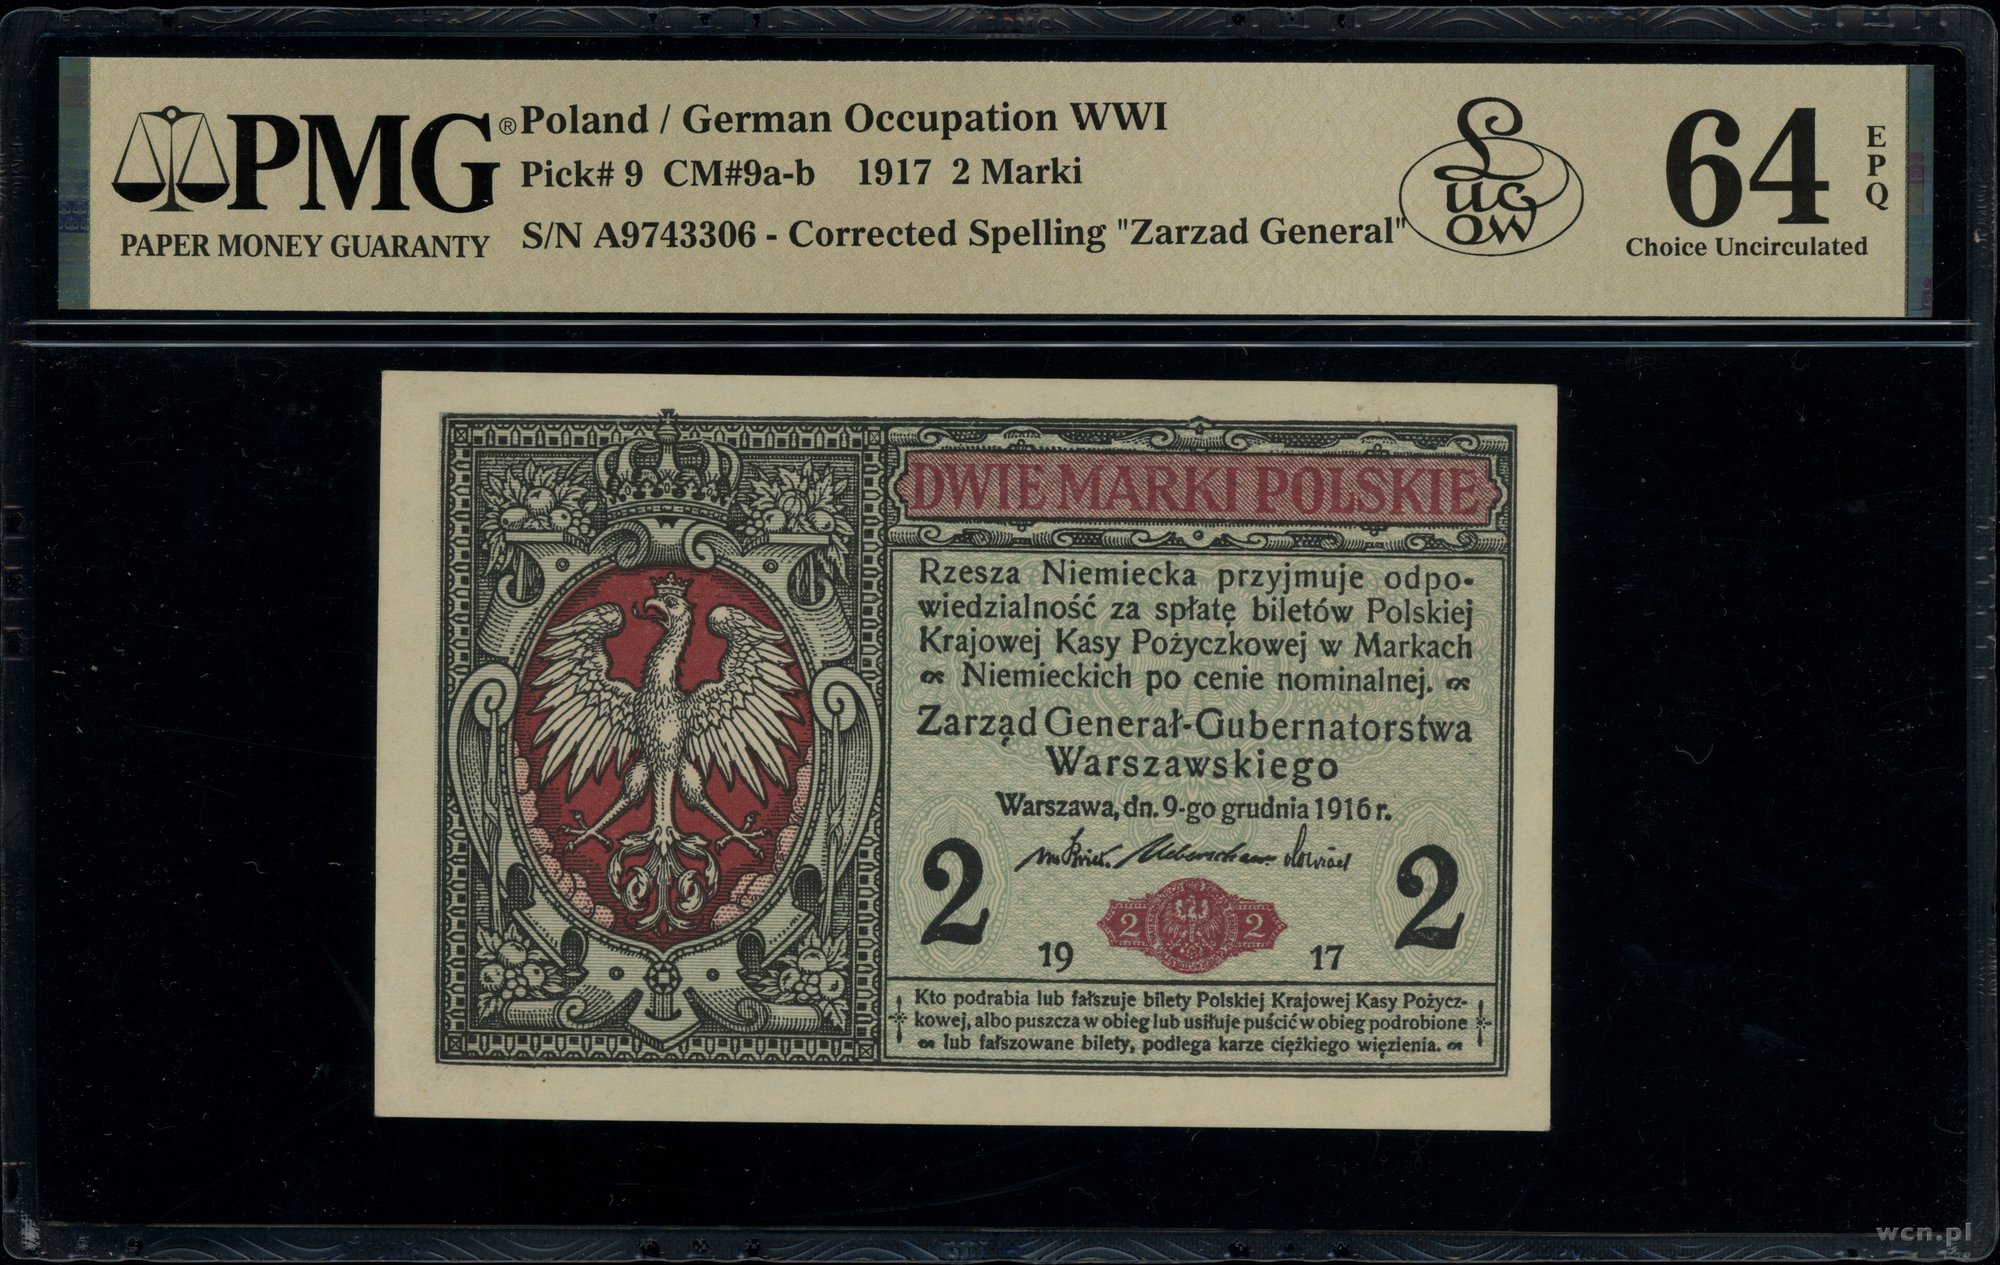 PMG®
PAPER MONEY GUARANTY
Poland / German Occupation WWI
Pick# 9 CM#9a-b 1917 2 Marki
S/N A9743306 - Corrected Spelling "Zarzad General"
Lucow
64
EPQ
Choice Uncirculated
DWIE MARKI POLSKIE
Rzesza Niemiecka przyjmuje odpo-
wiedzialność za spłatę biletów Polskiej
Krajowej Kasy Pożyczkowej w Markach
Niemieckich po cenie nominalnej.
Zarząd Generał-Gubernatorstwa
Warszawskiego
Warszawa, dn. 9-go grudnia 1916 r.
2 2
2 2
19 17
Kto podrabia lub fałszuje bilety Polskiej Krajowej Kasy Pożycz-
kowej, albo puszcza w obieg lub usiłuje puścić w obieg podrobione
lub fałszowane bilety, podlega karze ciężkiego więzienia.
wcn.pl